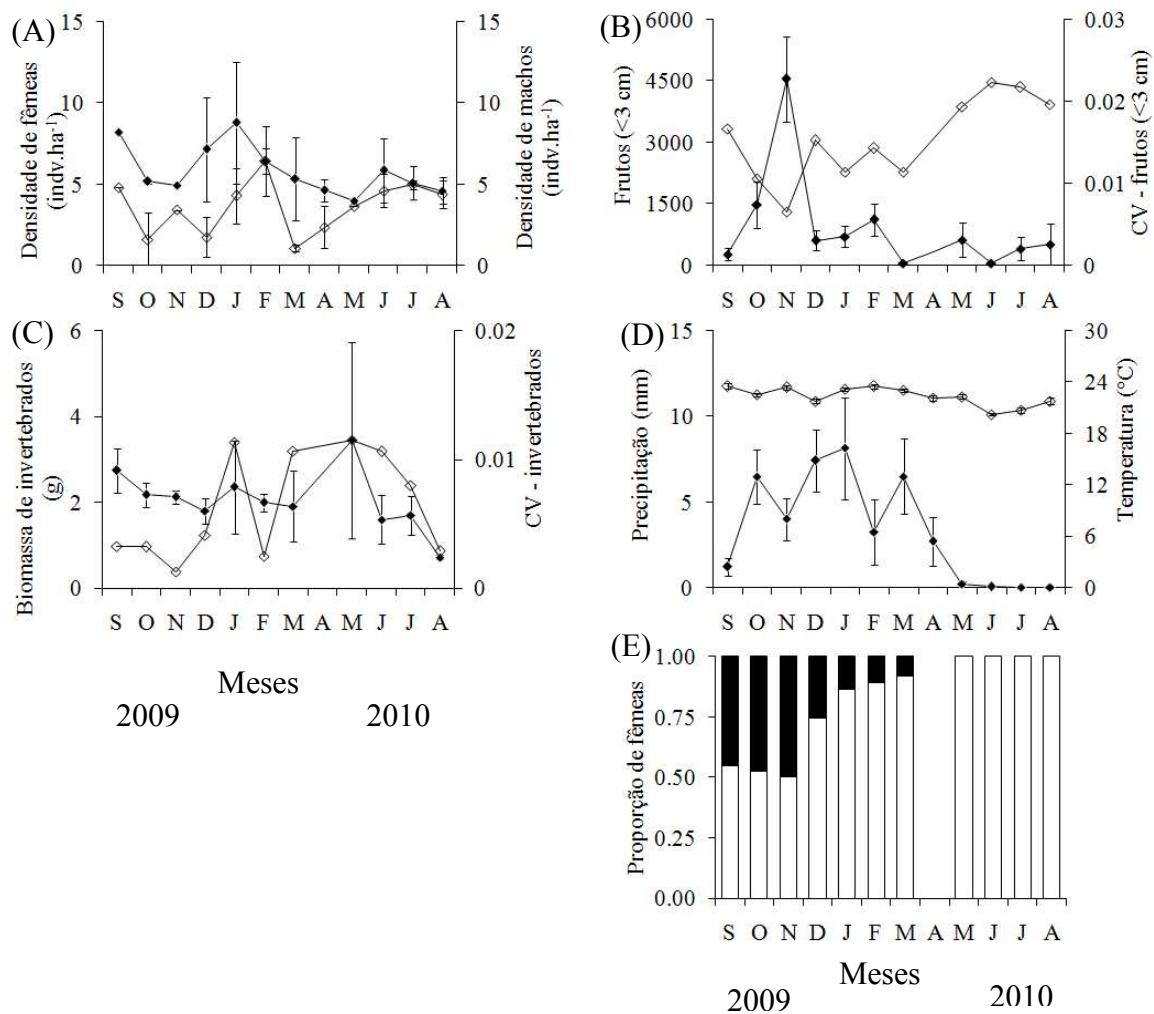 (A)
Densidade de fêmeas
(indv.ha-1)
15
10
5
0
15
10
5
0
Densidade de machos
(indv.ha-1)
S O N D J F M A M J J A
(B)
Frutos (<3 cm)
6000
4500
3000
1500
0
0.03
0.02
0.01
0
CV - frutos (<3 cm)
S O N D J F M A M J J A
(C)
Biomassa de invertebrados
(g)
6
4
2
0
0.02
0.01
0
CV - invertebrados
S O N D J F M A M J J A
Meses
2009 2010
(D)
Precipitação (mm)
15
10
5
0
30
24
18
12
6
0
Temperatura (°C)
S O N D J F M A M J J A
(E)
Proporção de fêmeas
1.00
0.75
0.50
0.25
0.00
S O N D J F M A M J J A
Meses
2009 2010